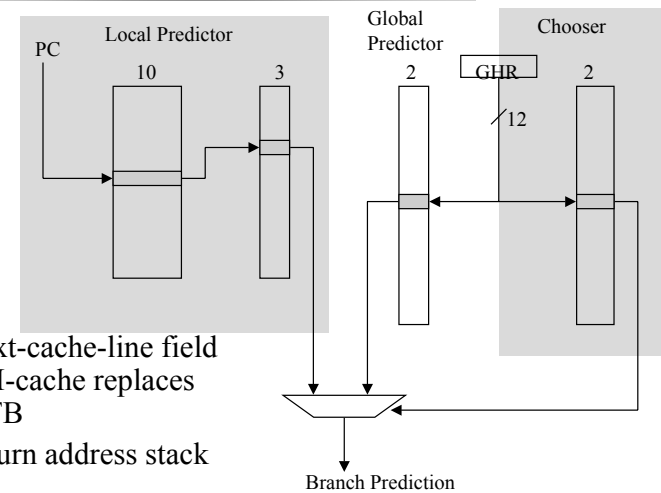 Local Predictor
PC
10
3
Global
Predictor
2
GHR
12
Chooser
2
xt-cache-line field
I-cache replaces
TB
urn address stack
Branch Prediction